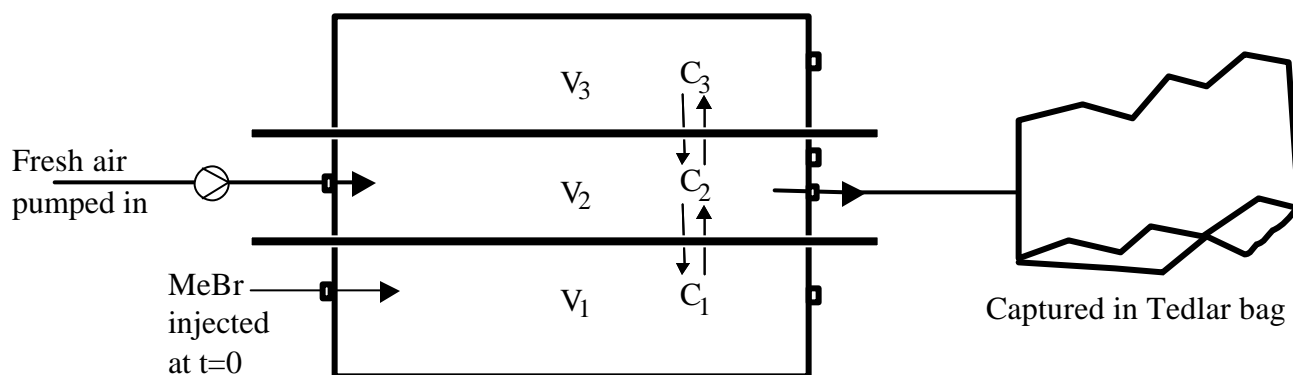 V₃
C₃
Fresh air
pumped in
V₂
C₂
MeBr
injected
at t=0
V₁
C₁
Captured in Tedlar bag